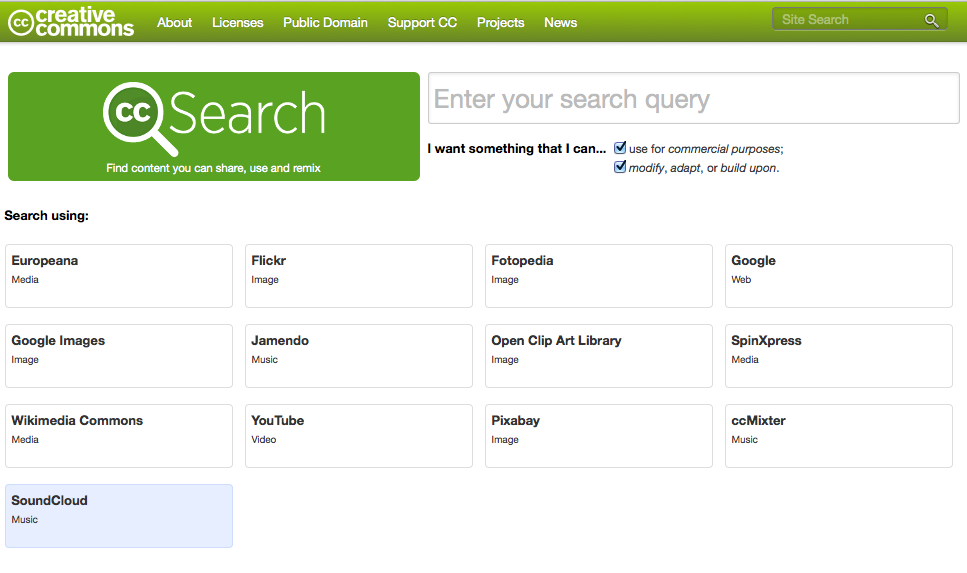 creative commons
About Licenses Public Domain Support CC Projects News
Site Search
cc Search
Find content you can share, use and remix
Enter your search query
I want something that I can... use for commercial purposes;
modify, adapt, or build upon.
Search using:
Europeana
Media
Flickr
Image
Fotopedia
Image
Google
Web
Google Images
Image
Jamendo
Music
Open Clip Art Library
Image
SpinXpress
Media
Wikimedia Commons
Media
YouTube
Video
Pixabay
Image
ccMixter
Music
SoundCloud
Music